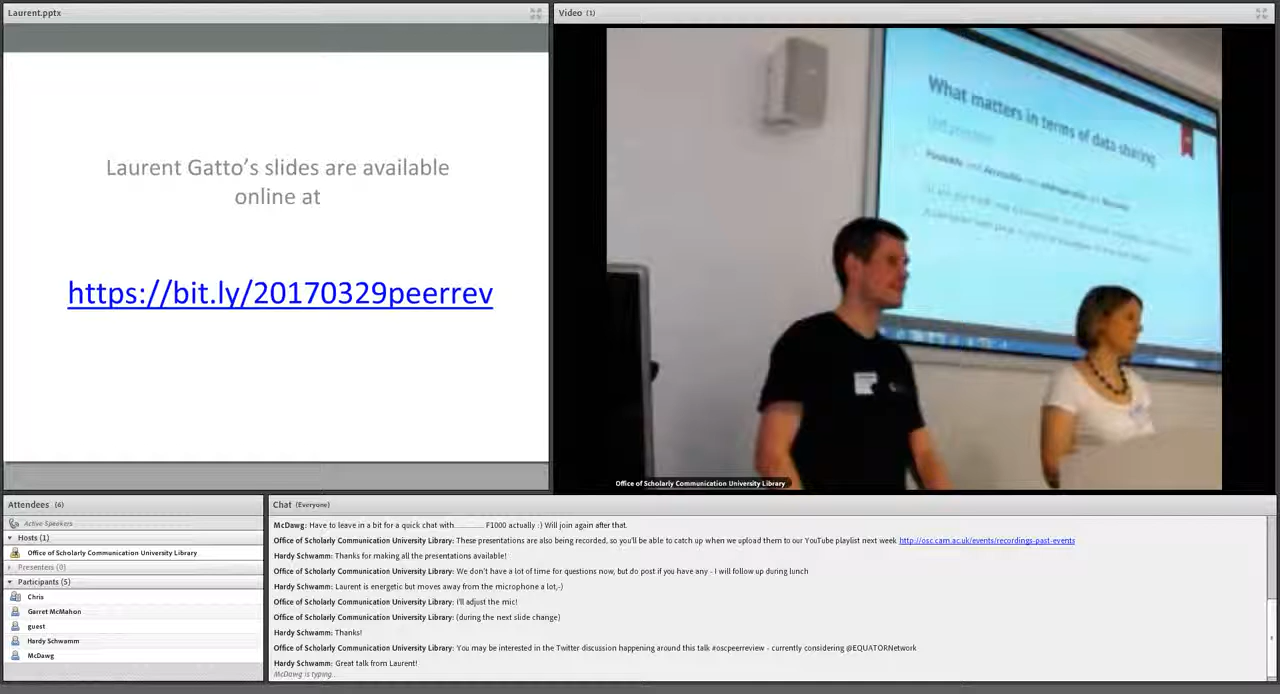 Laurent.pptx
Laurent Gatto's slides are available
online at
https://bit.ly/20170329peerrev
Video (1)
What matters in terms of data sharing
Office of Scholarly Communication University Library
Attendees (6)
Active Speakers
Hosts (1)
Office of Scholarly Communication University Library
Presenters (0)
Participants (5)
Chris
Garret McMahon
guest
Hardy Schwamm
McDawg
Chat (Everyone)
McDawg: Have to leave in a bit for a quick chat with............... F1000 actually :) Will join again after that.
Office of Scholarly Communication University Library: These presentations are also being recorded, so you'll be able to catch up when we upload them to our YouTube playlist next week http://osc.cam.ac.uk/events/recordings-past-events
Hardy Schwamm: Thanks for making all the presentations available!
Office of Scholarly Communication University Library: We don't have a lot of time for questions now, but do post if you have any - I will follow up during lunch
Hardy Schwamm: Laurent is energetic but moves away from the microphone a lot,-)
Office of Scholarly Communication University Library: I'll adjust the mic!
Office of Scholarly Communication University Library: (during the next slide change)
Hardy Schwamm: Thanks!
Office of Scholarly Communication University Library: You may be interested in the Twitter discussion happening around this talk #oscpeerreview - currently considering @EQUATORNetwork
Hardy Schwamm: Great talk from Laurent!
McDawg is typing...